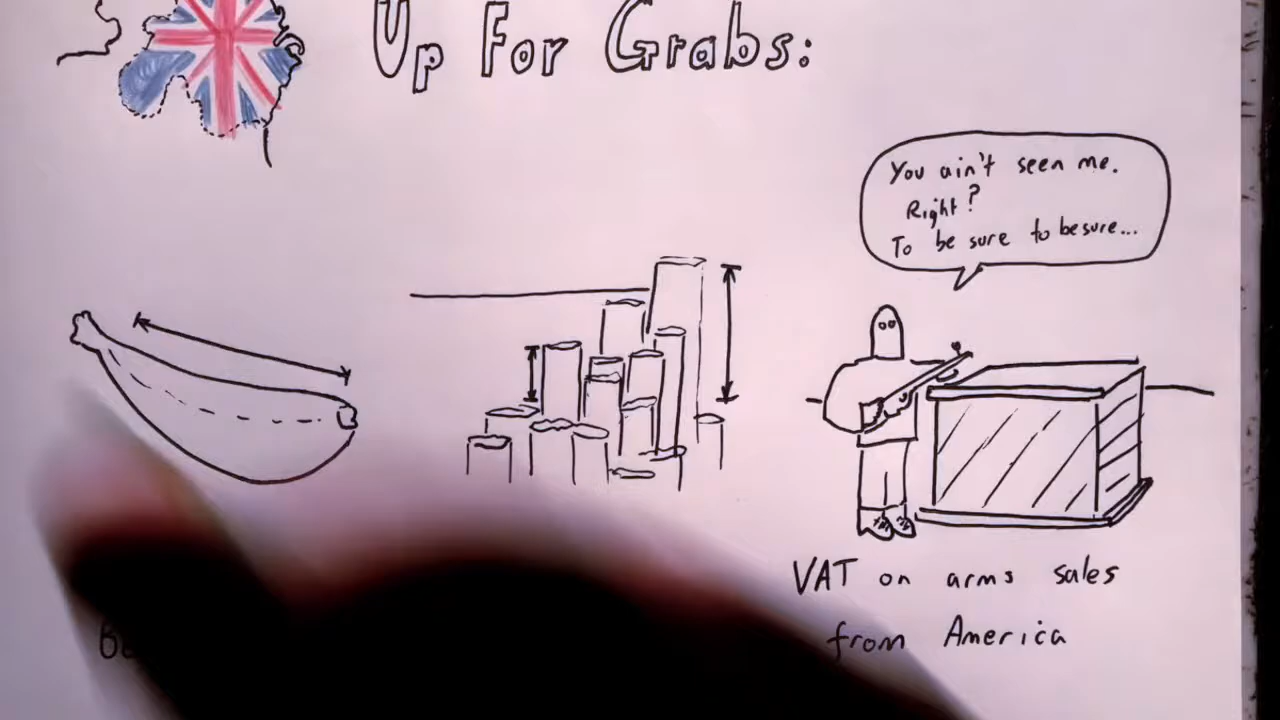 Up For Grabs:
You ain't seen me.
Right?
To be sure to be sure...
VAT on arms sales
from America